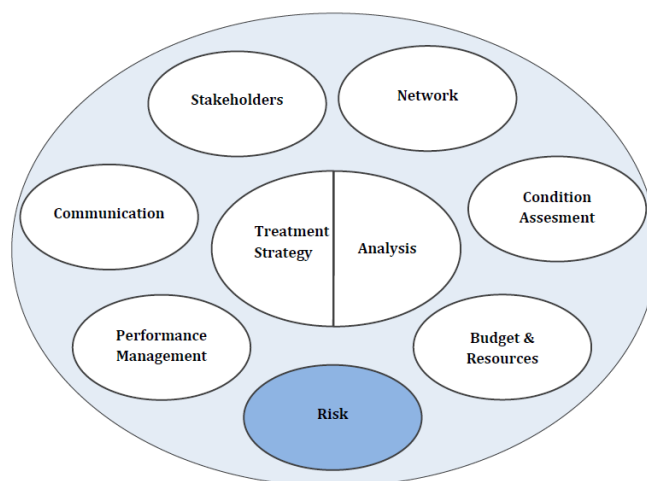 Stakeholders
Network
Communication
Condition
Assesment
Treatment
Strategy
Analysis
Performance
Management
Budget &
Resources
Risk